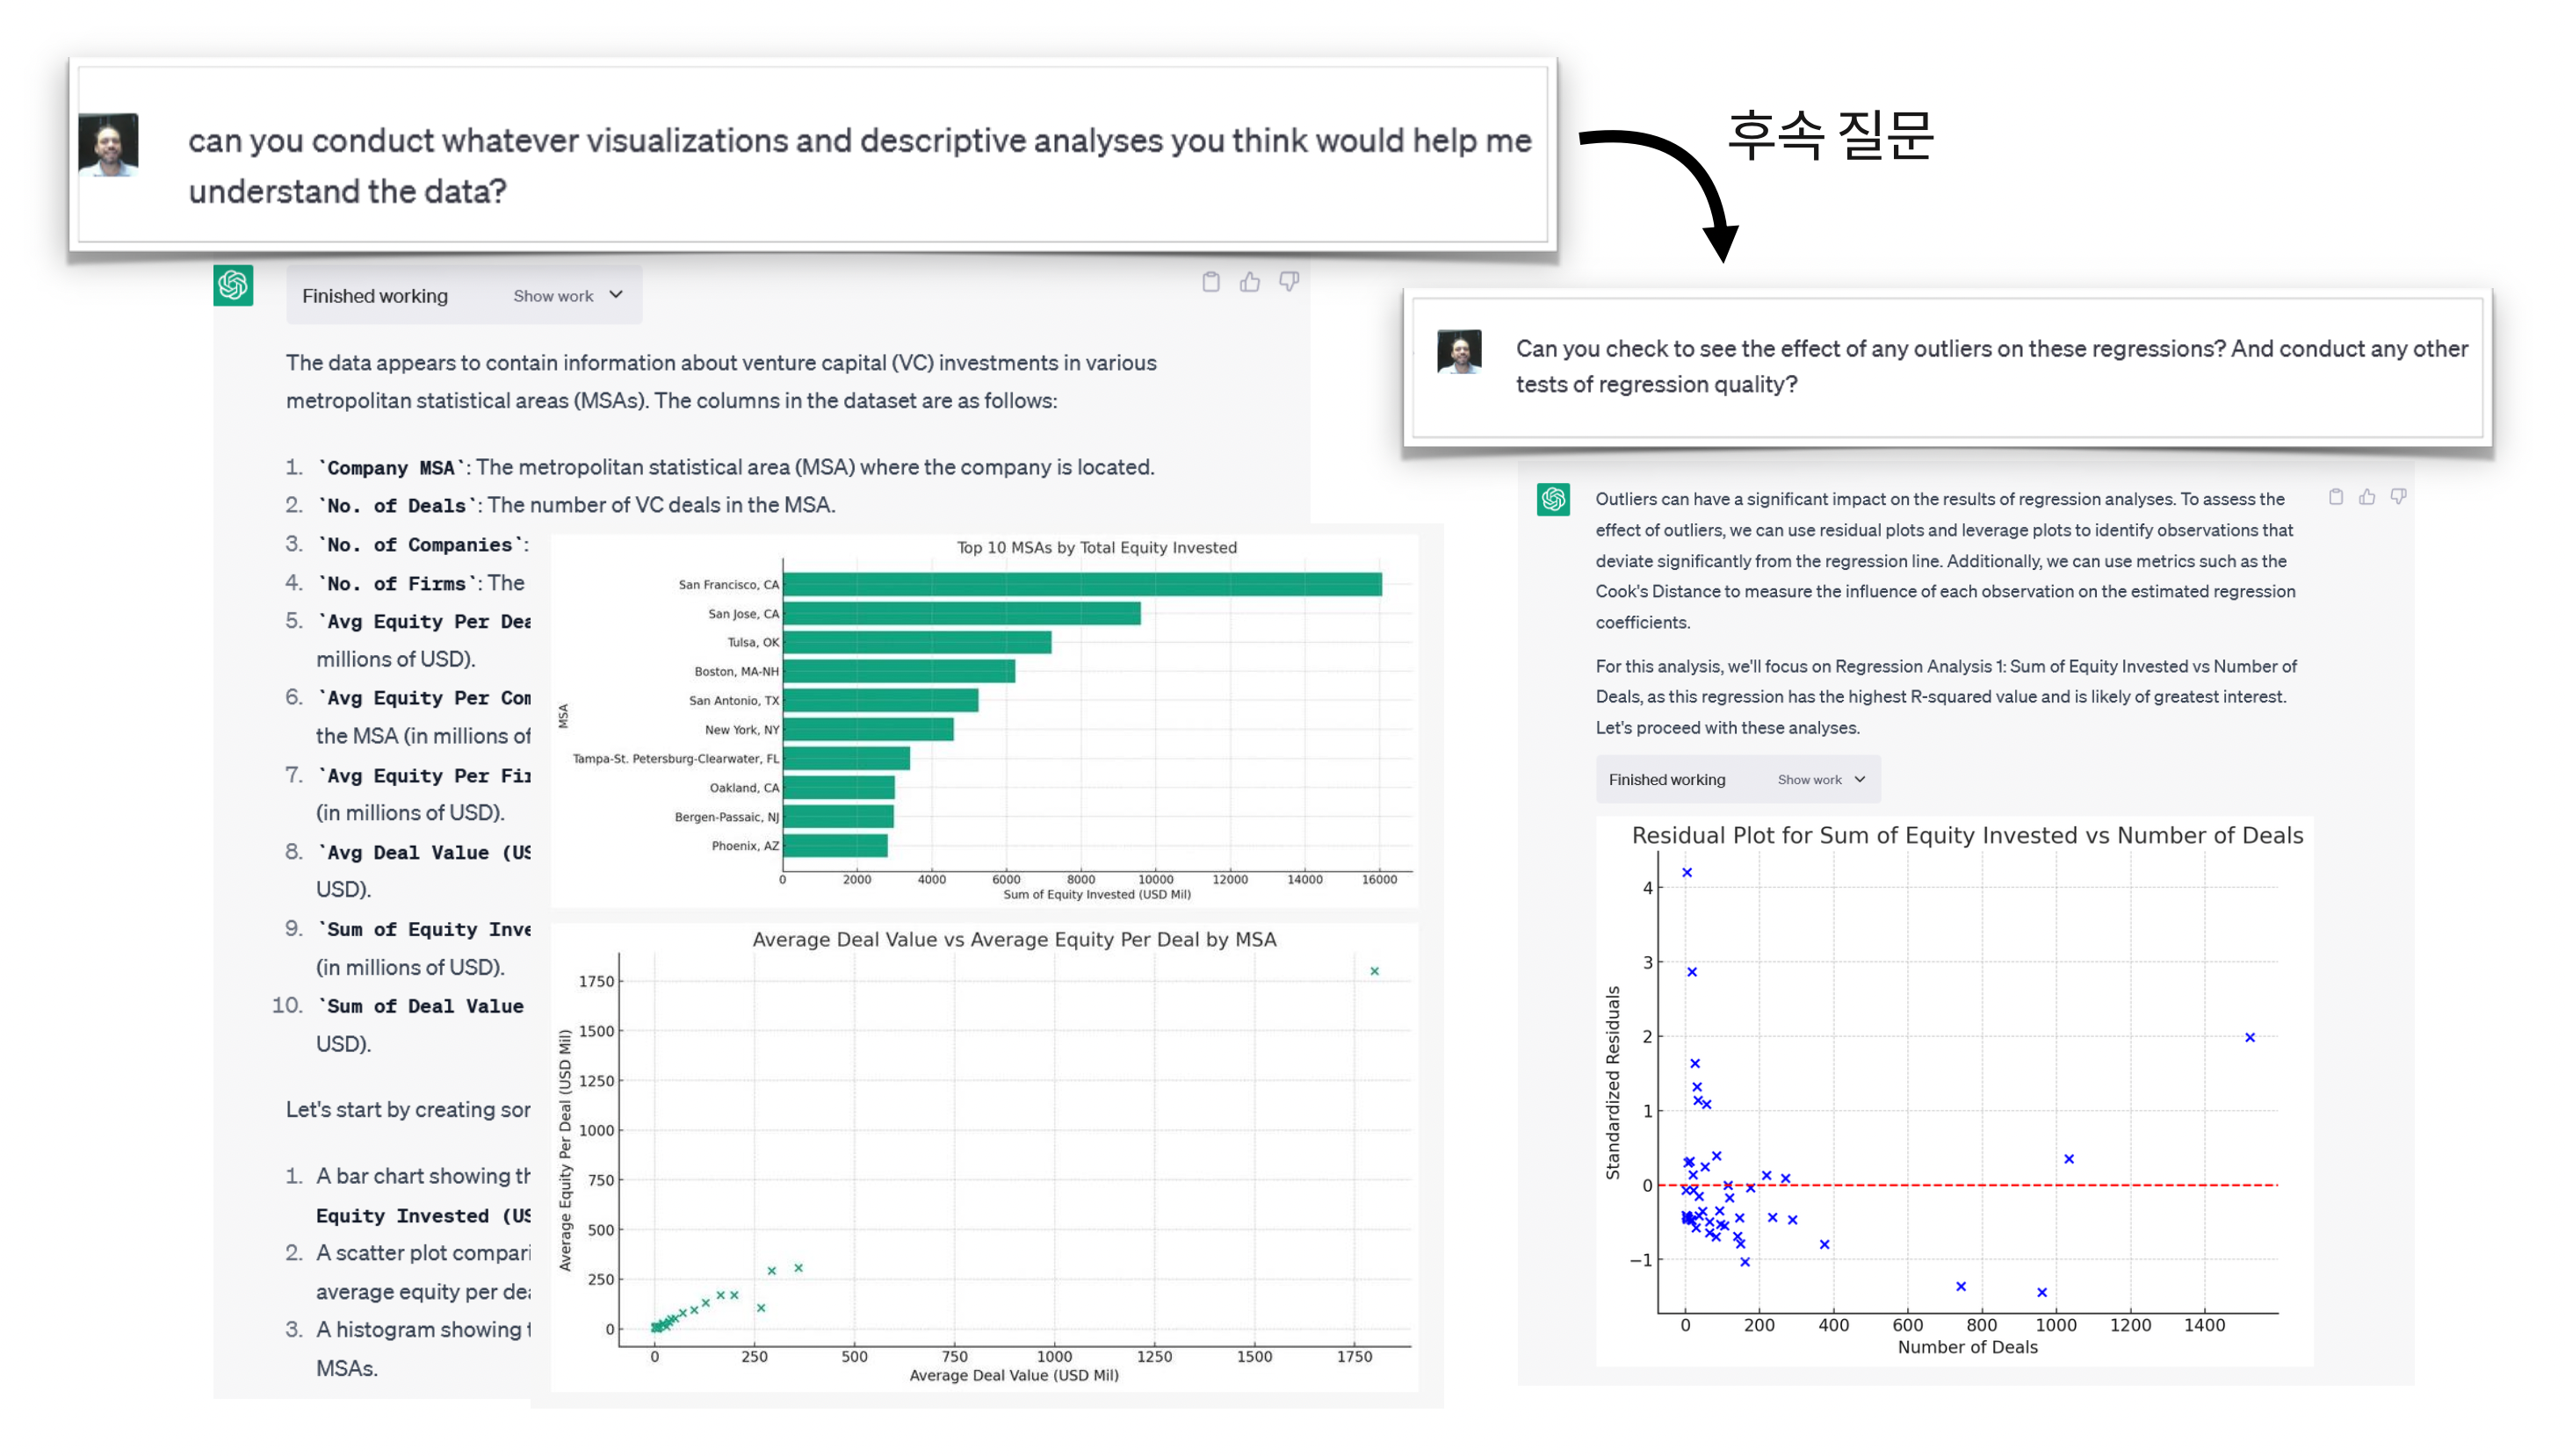 can you conduct whatever visualizations and descriptive analyses you think would help me
understand the data?
후속 질문
Finished working
Show work
The data appears to contain information about venture capital (VC) investments in various
metropolitan statistical areas (MSAs). The columns in the dataset are as follows:
1. `Company MSA`: The metropolitan statistical area (MSA) where the company is located.
2. `No. of Deals`: The number of VC deals in the MSA.
3. `No. of Companies`:
4. `No. of Firms`: The
5. `Avg Equity Per Dea
millions of USD).
6. `Avg Equity Per Com
the MSA (in millions of
7. `Avg Equity Per Fir
(in millions of USD).
8. `Avg Deal Value (US
USD).
9. `Sum of Equity Inve
(in millions of USD).
10. `Sum of Deal Value
USD).
Let's start by creating som
1. A bar chart showing th
Equity Invested (US
2. A scatter plot compari
average equity per dea
3. A histogram showing t
MSAs.
Top 10 MSAs by Total Equity Invested
MSA
San Francisco, CA
San Jose, CA
Tulsa, OK
Boston, MA-NH
San Antonio, TX
New York, NY
Tampa-St. Petersburg-Clearwater, FL
Oakland, CA
Bergen-Passaic, NJ
Phoenix, AZ
0 2000 4000 6000 8000 10000 12000 14000 16000
Sum of Equity Invested (USD Mil)
Average Deal Value vs Average Equity Per Deal by MSA
Average Equity Per Deal (USD Mil)
1750
1500
1250
1000
750
500
250
0
0 250 500 750 1000 1250 1500 1750
Average Deal Value (USD Mil)
Can you check to see the effect of any outliers on these regressions? And conduct any other
tests of regression quality?
Outliers can have a significant impact on the results of regression analyses. To assess the
effect of outliers, we can use residual plots and leverage plots to identify observations that
deviate significantly from the regression line. Additionally, we can use metrics such as the
Cook's Distance to measure the influence of each observation on the estimated regression
coefficients.
For this analysis, we'll focus on Regression Analysis 1: Sum of Equity Invested vs Number of
Deals, as this regression has the highest R-squared value and is likely of greatest interest.
Let's proceed with these analyses.
Finished working
Show work
Residual Plot for Sum of Equity Invested vs Number of Deals
Standardized Residuals
4
3
2
1
0
−1
0 200 400 600 800 1000 1200 1400
Number of Deals